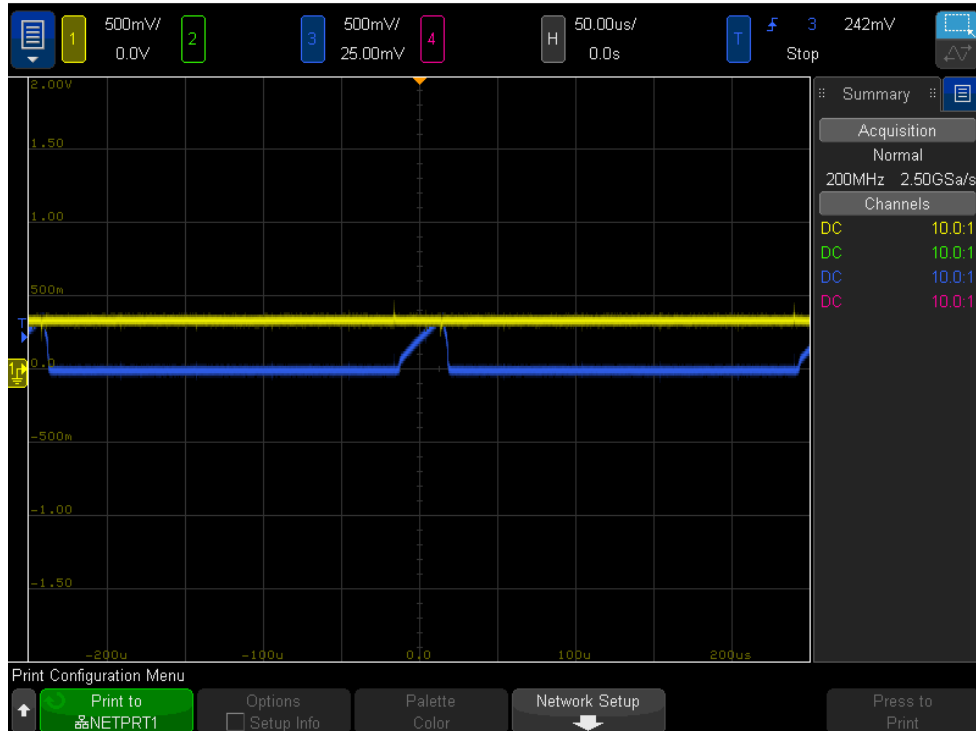 1 500mV/ 2 3 500mV/ 4 H 50.00us/ T 3 242mV
0.0V 25.00mV 0.0s Stop
2.00V
1.50
1.00
500m
T
1 0.0
-500m
-1.00
-1.50
-200u -100u 0.0 100u 200us
Summary
Acquisition
Normal
200MHz 2.50GSa/s
Channels
DC 10.0:1
DC 10.0:1
DC 10.0:1
DC 10.0:1
Print Configuration Menu
Print to Options Palette Network Setup Press to
NETPRT1 Setup Info Color Print